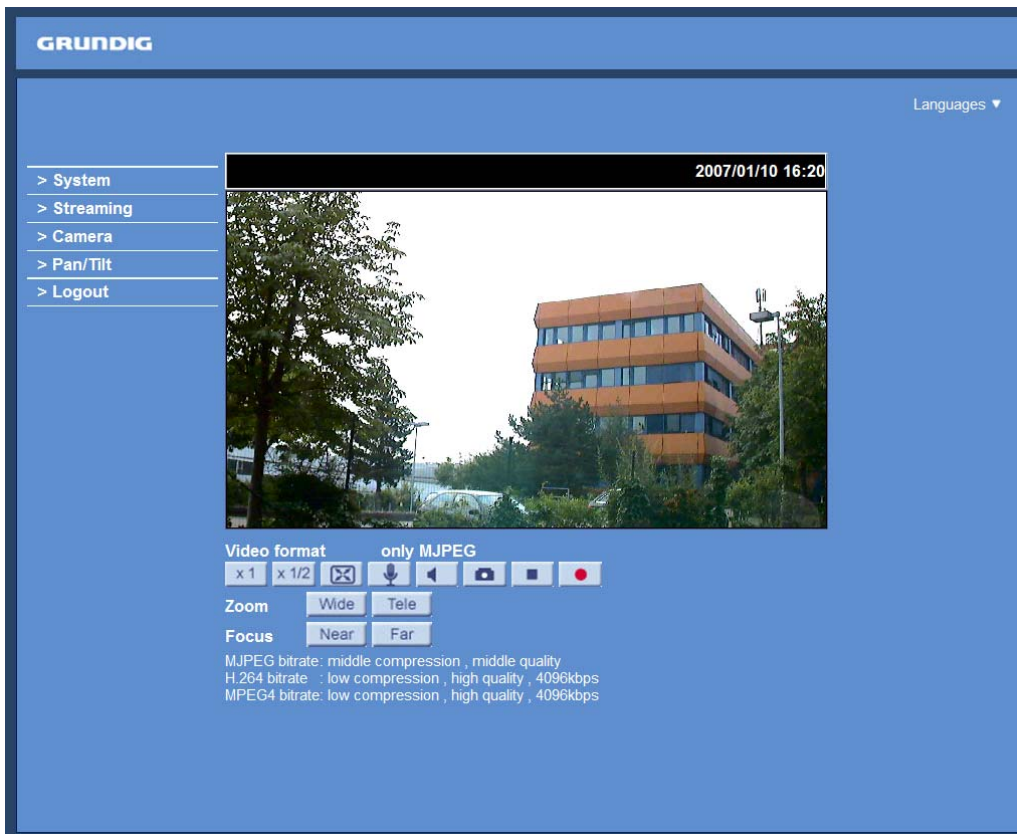 GRUNDIG
Languages ▼
> System
> Streaming
> Camera
> Pan/Tilt
> Logout
2007/01/10 16:20
Video format only MJPEG
x 1 x 1/2
Zoom Wide Tele
Focus Near Far
MJPEG bitrate: middle compression , middle quality
H.264 bitrate : low compression , high quality , 4096kbps
MPEG4 bitrate: low compression , high quality , 4096kbps